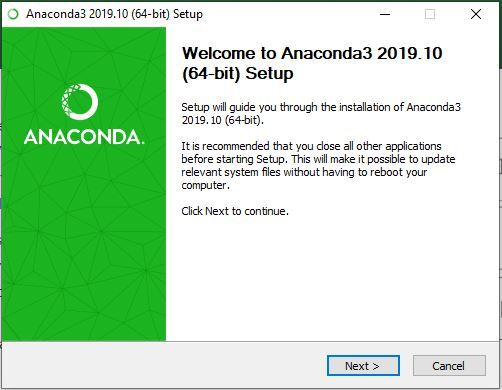 Anaconda3 2019.10 (64-bit) Setup
ANACONDA.
Welcome to Anaconda3 2019.10
(64-bit) Setup
Setup will guide you through the installation of Anaconda3
2019.10 (64-bit).
It is recommended that you close all other applications
before starting Setup. This will make it possible to update
relevant system files without having to reboot your
computer.
Click Next to continue.
Next >
Cancel